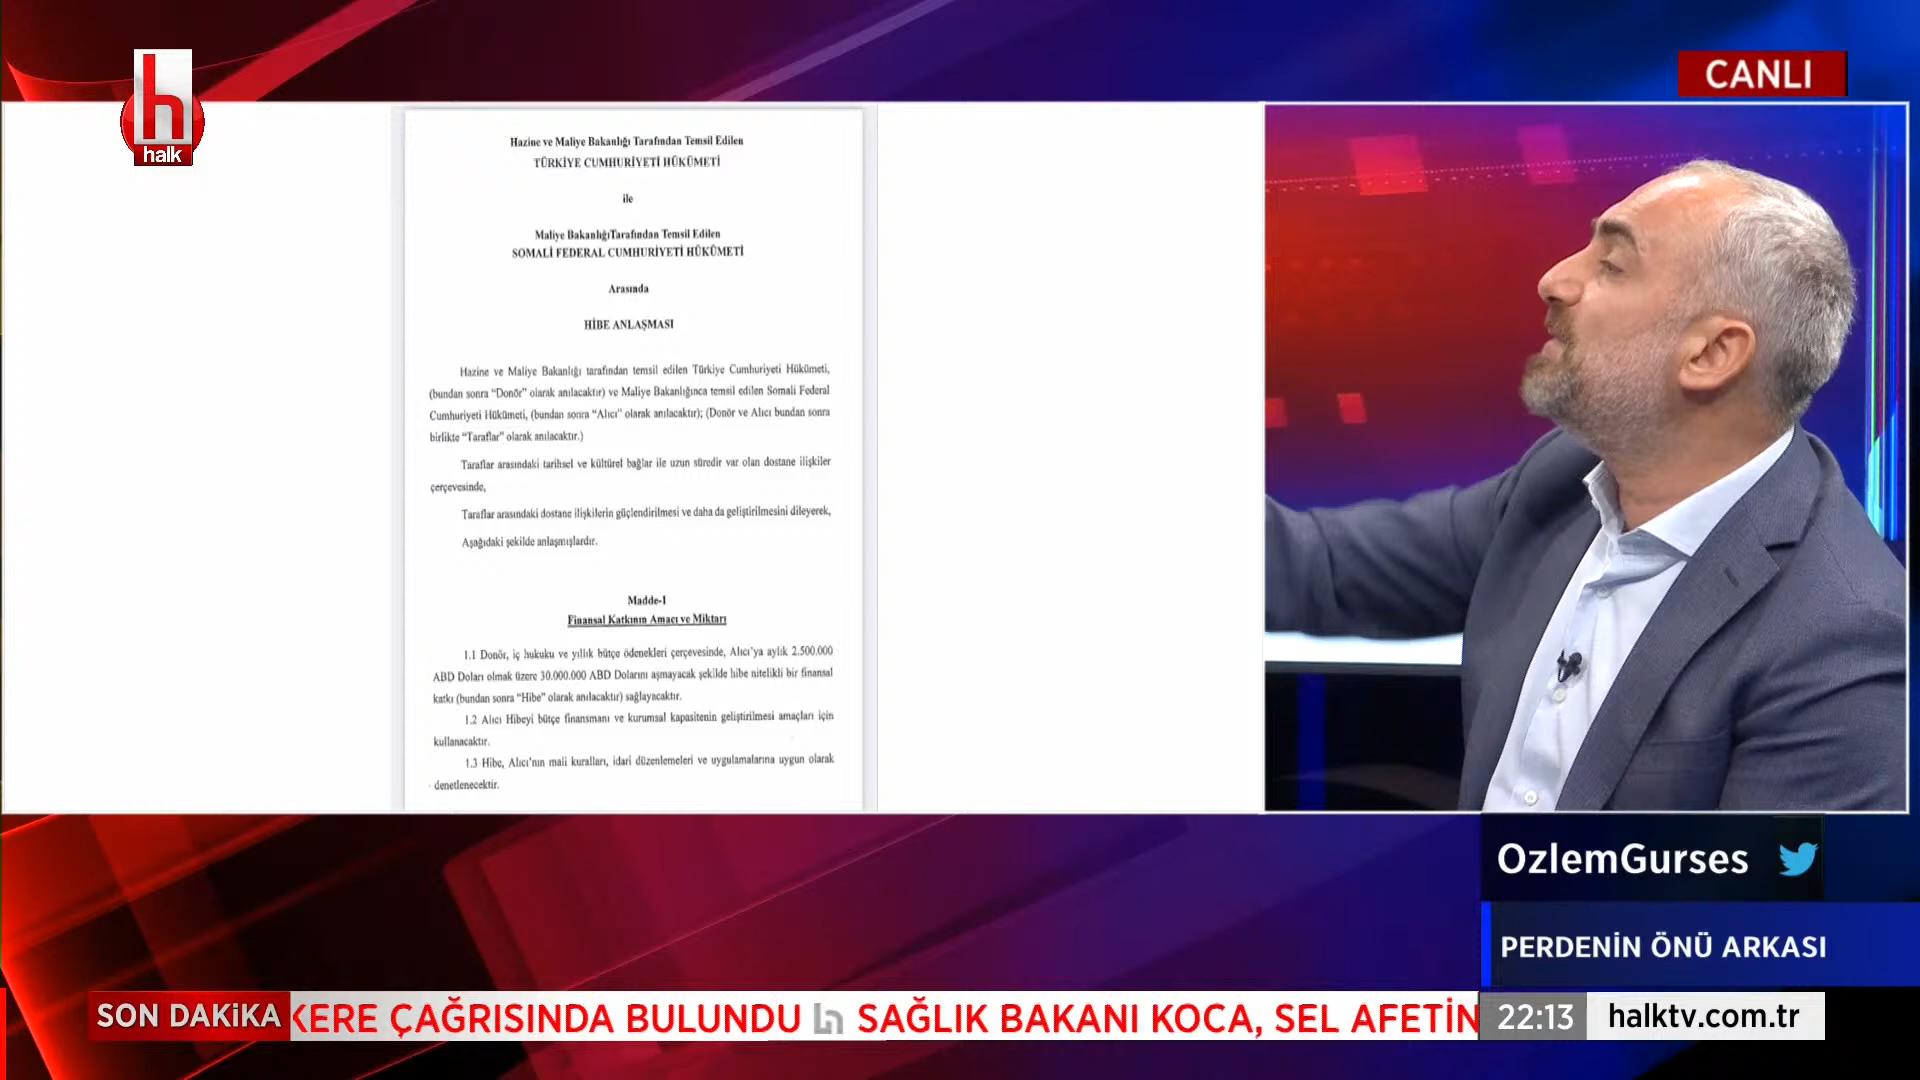 h
halk
CANLI
Hazine ve Maliye Bakanlığı Tarafından Temsil Edilen
TÜRKİYE CUMHURİYETİ HÜKÜMETİ
ile
Maliye BakanlığıTarafından Temsil Edilen
SOMALİ FEDERAL CUMHURİYETİ HÜKÜMETİ
Arasında
HİBE ANLAŞMASI
Hazine ve Maliye Bakanlığı tarafından temsil edilen Türkiye Cumhuriyeti Hükümeti,
(bundan sonra "Donör" olarak anılacaktır) ve Maliye Bakanlığınca temsil edilen Somali Federal
Cumhuriyeti Hükümeti, (bundan sonra "Alıcı" olarak anılacaktır); (Donör ve Alıcı bundan sonra
birlikte "Taraflar" olarak anılacaktır.)
Taraflar arasındaki tarihsel ve kültürel bağlar ile uzun süredir var olan dostane ilişkiler
çerçevesinde,
Taraflar arasındaki dostane ilişkilerin güçlendirilmesi ve daha da geliştirilmesini dileyerek,
Aşağıdaki şekilde anlaşmışlardır.
Madde-1
Finansal Katkının Amacı ve Miktarı
1.1 Donör, iç hukuku ve yıllık bütçe ödenekleri çerçevesinde, Alıcı'ya aylık 2.500.000
ABD Doları olmak üzere 30.000.000 ABD Dolarını aşmayacak şekilde hibe nitelikli bir finansal
katkı (bundan sonra "Hibe" olarak anılacaktır) sağlayacaktır.
1.2 Alıcı Hibeyi bütçe finansmanı ve kurumsal kapasitenin geliştirilmesi amaçları için
kullanacaktır.
1.3 Hibe, Alıcı'nın mali kuralları, idari düzenlemeleri ve uygulamalarına uygun olarak
denetlenecektir.
OzlemGurses
PERDENİN ÖNÜ ARKASI
SON DAKİKA KERE ÇAĞRISINDA BULUNDU h SAĞLIK BAKANI KOCA, SEL AFETİN 22:13 halktv.com.tr